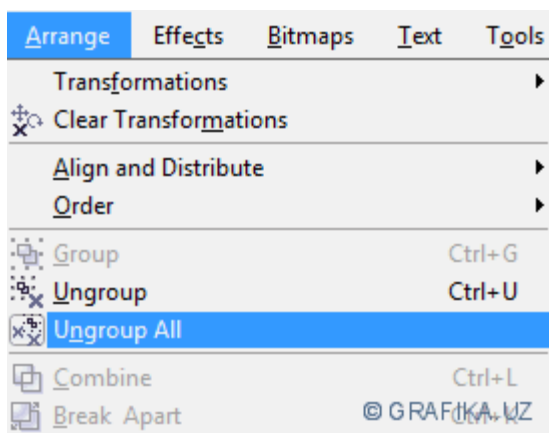 Arrange Effects Bitmaps Text Tools
Transformations
Clear Transformations
Align and Distribute
Order
Group Ctrl+G
Ungroup Ctrl+U
Ungroup All
Combine Ctrl+L
Break Apart Ctrl+K
© GRAFIKA.UZ